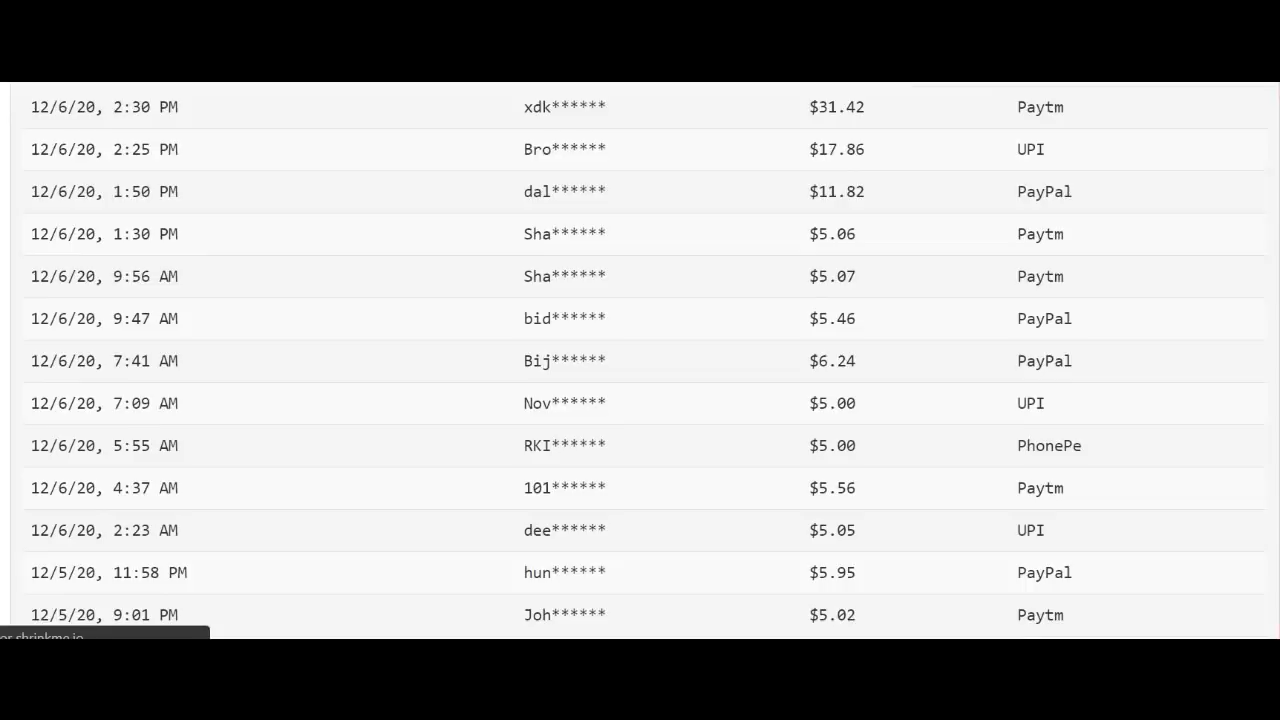 12/6/20, 2:30 PM xdk****** $31.42 Paytm
12/6/20, 2:25 PM Bro****** $17.86 UPI
12/6/20, 1:50 PM dal****** $11.82 PayPal
12/6/20, 1:30 PM Sha****** $5.06 Paytm
12/6/20, 9:56 AM Sha****** $5.07 Paytm
12/6/20, 9:47 AM bid****** $5.46 PayPal
12/6/20, 7:41 AM Bij****** $6.24 PayPal
12/6/20, 7:09 AM Nov****** $5.00 UPI
12/6/20, 5:55 AM RKI****** $5.00 PhonePe
12/6/20, 4:37 AM 101****** $5.56 Paytm
12/6/20, 2:23 AM dee****** $5.05 UPI
12/5/20, 11:58 PM hun****** $5.95 PayPal
12/5/20, 9:01 PM Joh****** $5.02 Paytm
or shrinkme.io